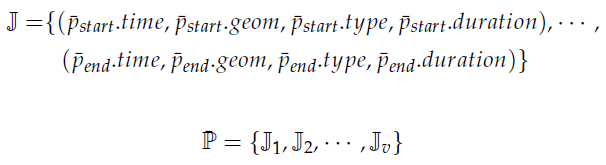 𝕁 = {(p̄_start.time, p̄_start.geom, p̄_start.type, p̄_start.duration), ⋯ ,
(p̄_end.time, p̄_end.geom, p̄_end.type, p̄_end.duration)}
ℙ = {𝕁_1, 𝕁_2, ⋯ , 𝕁_v}